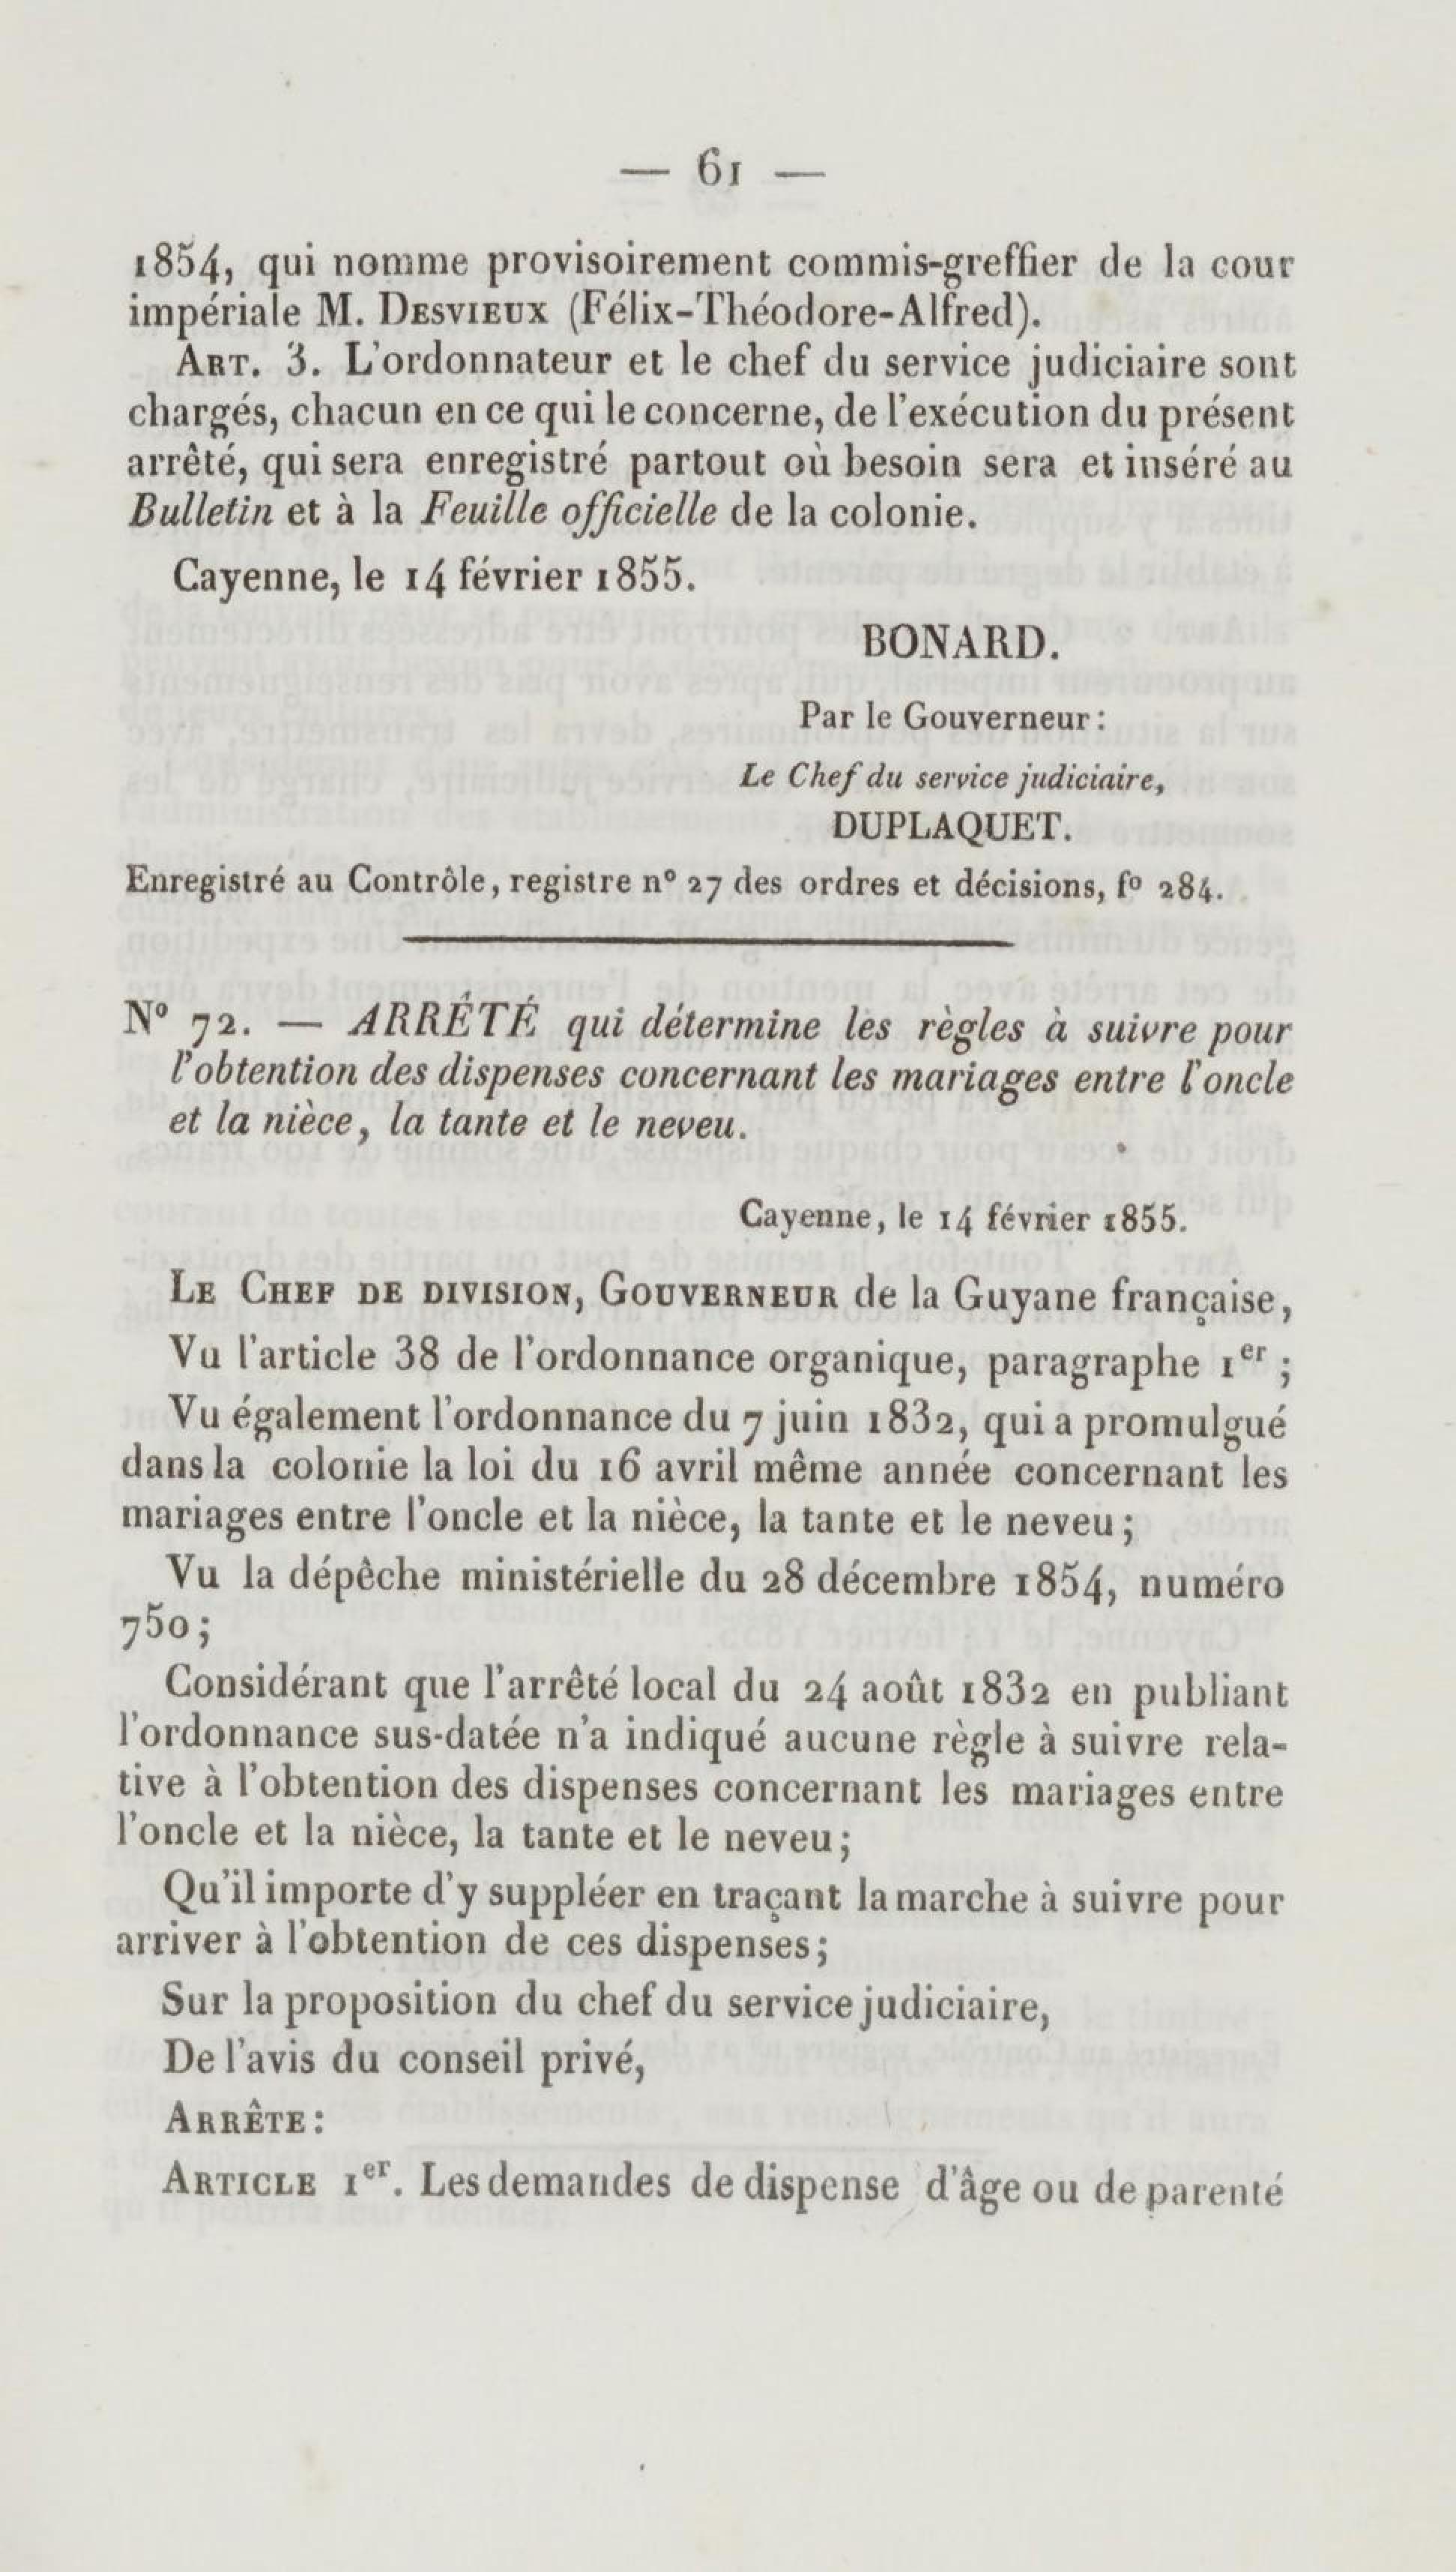 — 61 —
1854, qui nomme provisoirement commis-greffier de la cour
impériale M. DESVIEUX (Félix-Théodore-Alfred).
ART. 3. L'ordonnateur et le chef du service judiciaire sont
chargés, chacun en ce qui le concerne, de l'exécution du présent
arrêté, qui sera enregistré partout où besoin sera et inséré au
Bulletin et à la Feuille officielle de la colonie.
Cayenne, le 14 février 1855.
BONARD.
Par le Gouverneur:
Le Chef du service judiciaire,
DUPLAQUET.
Enregistré au Contrôle, registre nº 27 des ordres et décisions, fº 284.
Nº 72. — ARRÊTÉ qui détermine les règles à suivre pour
l'obtention des dispenses concernant les mariages entre l'oncle
et la nièce, la tante et le neveu.
Cayenne, le 14 février 1855.
LE CHEF DE DIVISION, GOUVERNEUR de la Guyane française,
Vu l'article 38 de l'ordonnance organique, paragraphe 1er ;
Vu également l'ordonnance du 7 juin 1832, qui a promulgué
dans la colonie la loi du 16 avril même année concernant les
mariages entre l'oncle et la nièce, la tante et le neveu;
Vu la dépêche ministérielle du 28 décembre 1854, numéro
750;
Considérant que l'arrêté local du 24 août 1832 en publiant
l'ordonnance sus-datée n'a indiqué aucune règle à suivre rela-
tive à l'obtention des dispenses concernant les mariages entre
l'oncle et la nièce, la tante et le neveu;
Qu'il importe d'y suppléer en traçant la marche à suivre pour
arriver à l'obtention de ces dispenses;
Sur la proposition du chef du service judiciaire,
De l'avis du conseil privé,
ARRÊTE:
ARTICLE 1er. Les demandes de dispense d'âge ou de parenté